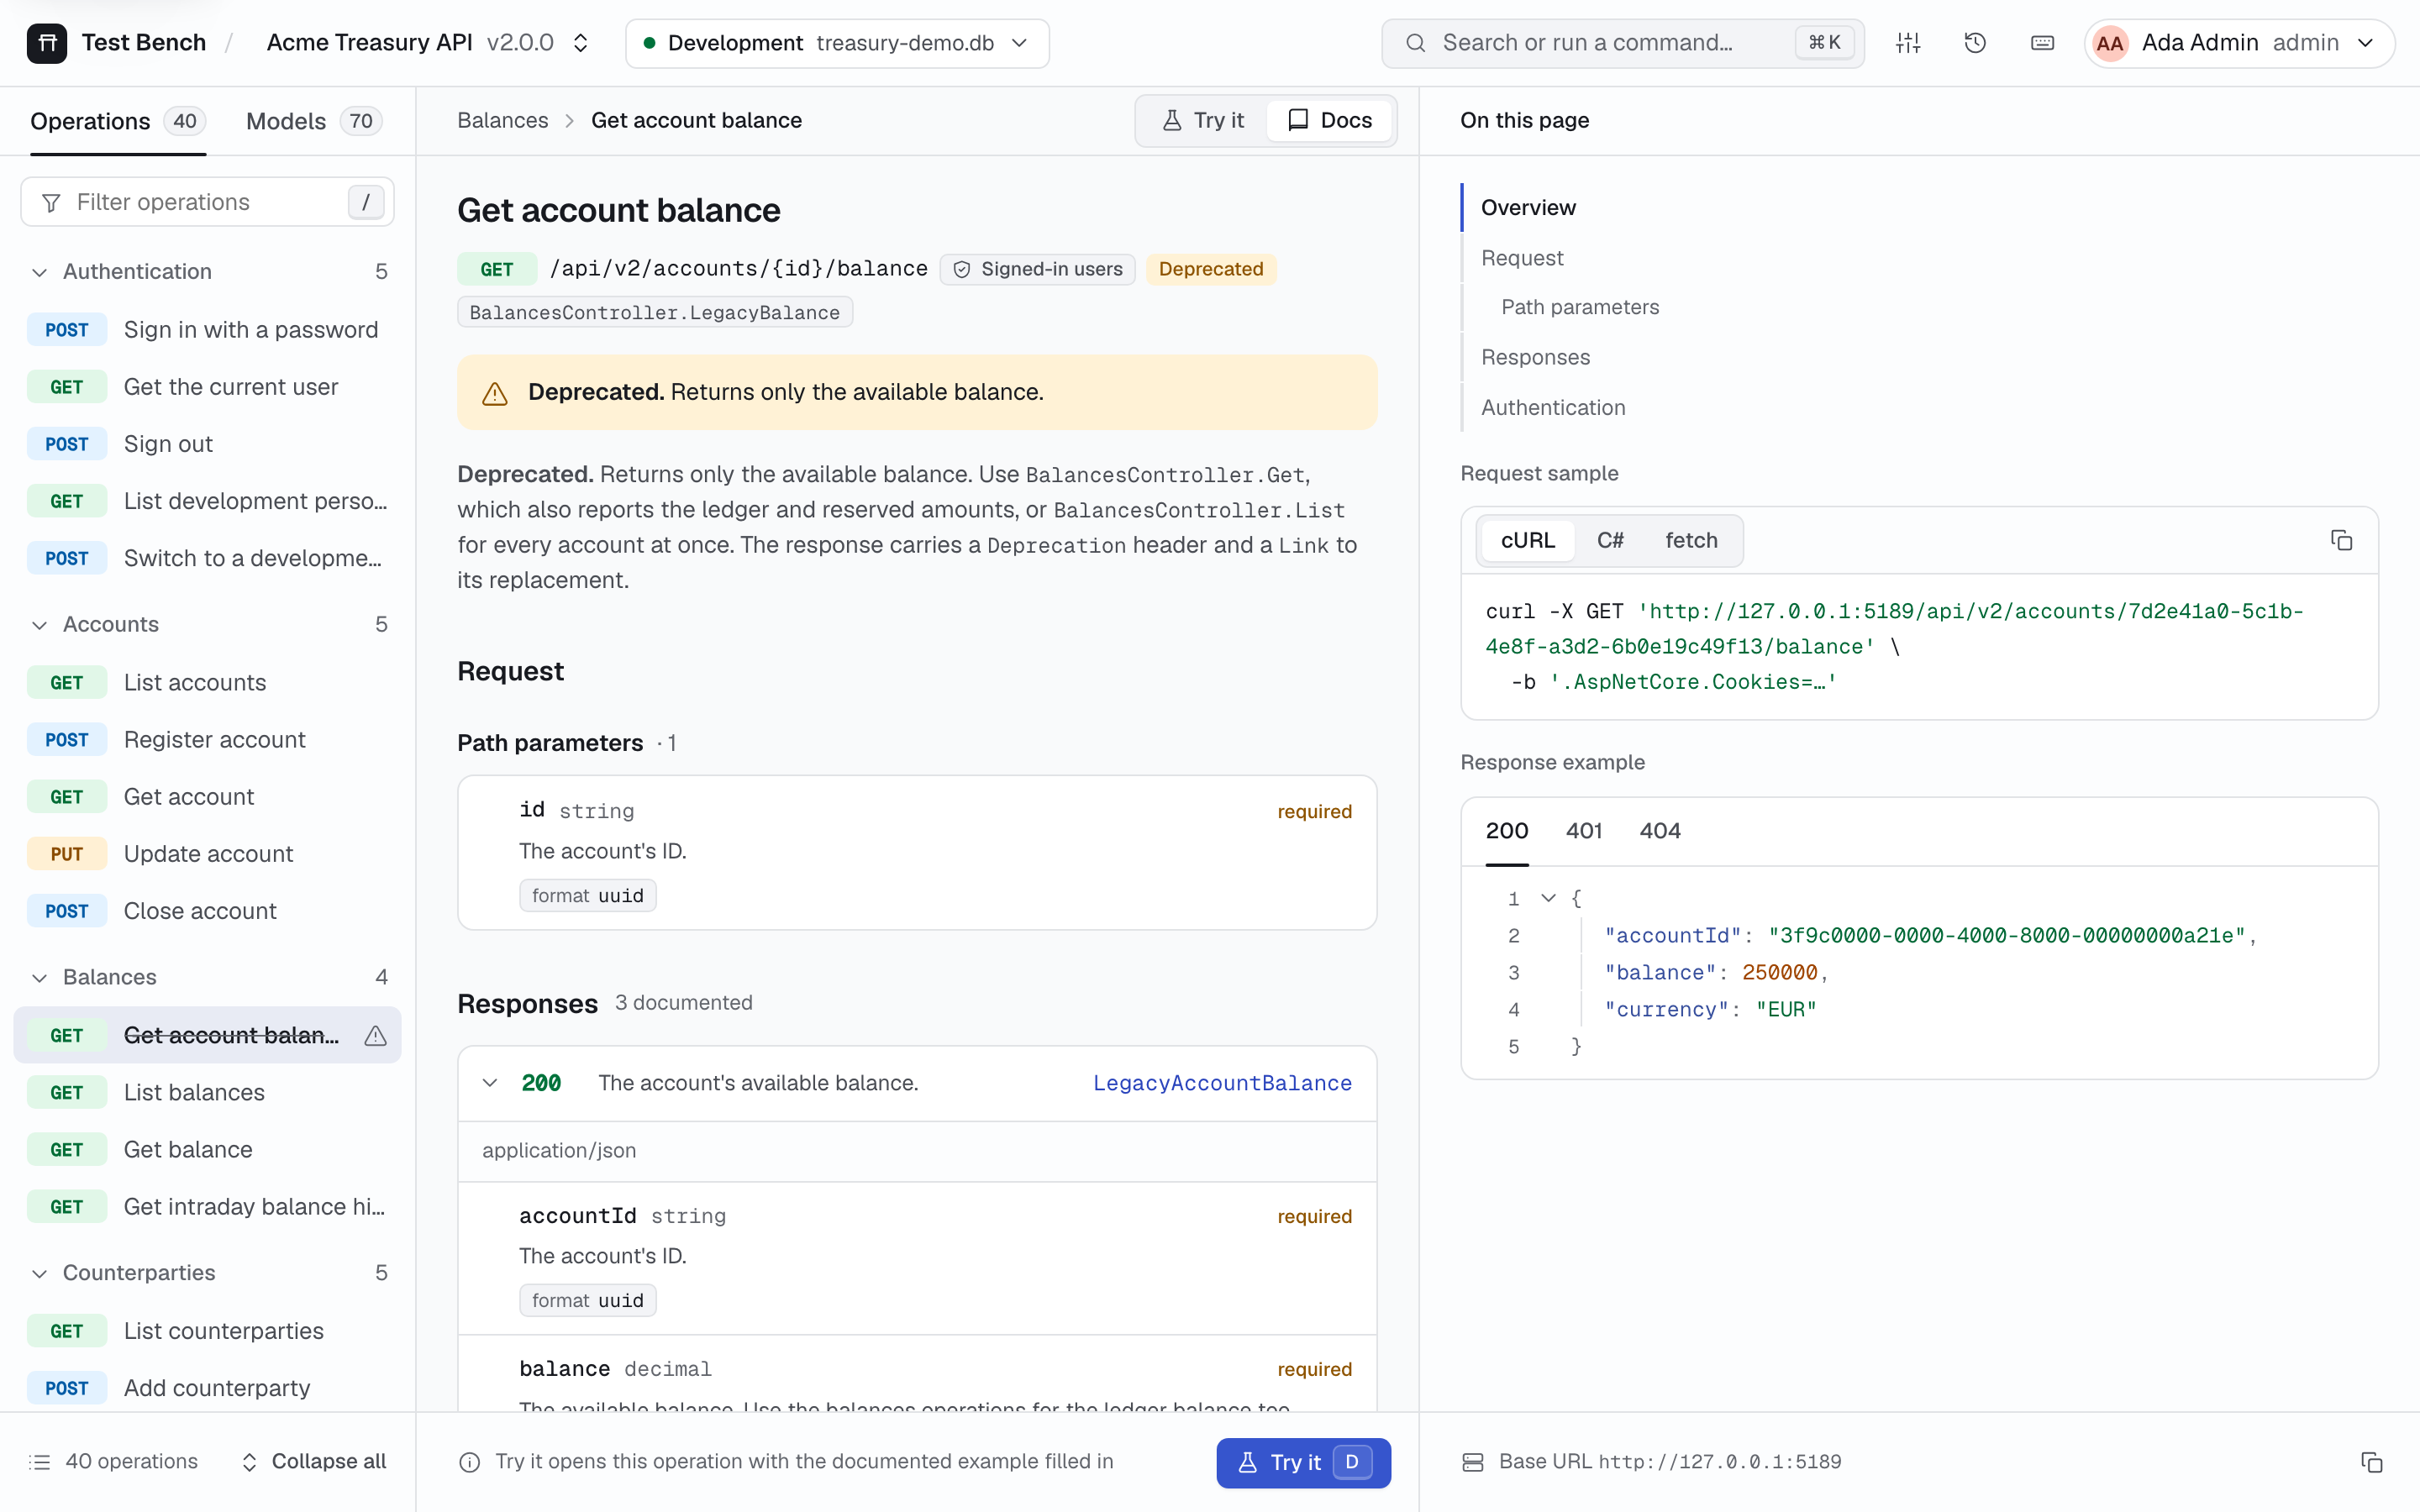 Test Bench / Acme Treasury API v2.0.0
Development treasury-demo.db
Search or run a command... ⌘ K
AA Ada Admin admin
Operations 40 Models 70
Filter operations /
Authentication 5
POST Sign in with a password
GET Get the current user
POST Sign out
GET List development perso...
POST Switch to a developme...
Accounts 5
GET List accounts
POST Register account
GET Get account
PUT Update account
POST Close account
Balances 4
GET Get account balan...
GET List balances
GET Get balance
GET Get intraday balance hi...
Counterparties 5
GET List counterparties
POST Add counterparty
40 operations Collapse all
Balances > Get account balance
Try it Docs
Get account balance
GET /api/v2/accounts/{id}/balance Signed-in users Deprecated
BalancesController.LegacyBalance
Deprecated. Returns only the available balance.
Deprecated. Returns only the available balance. Use BalancesController.Get,
which also reports the ledger and reserved amounts, or BalancesController.List
for every account at once. The response carries a Deprecation header and a Link to
its replacement.
Request
Path parameters · 1
id string required
The account's ID.
format uuid
Responses 3 documented
200 The account's available balance. LegacyAccountBalance
application/json
accountId string required
The account's ID.
format uuid
balance decimal required
The available balance. Use the balances operations for the ledger balance too.
Try it opens this operation with the documented example filled in
Try it D
On this page
Overview
Request
Path parameters
Responses
Authentication
Request sample
cURL C# fetch
curl -X GET 'http://127.0.0.1:5189/api/v2/accounts/7d2e41a0-5c1b-
4e8f-a3d2-6b0e19c49f13/balance' \
-b '.AspNetCore.Cookies=…'
Response example
200 401 404
1 {
2 "accountId": "3f9c0000-0000-4000-8000-00000000a21e",
3 "balance": 250000,
4 "currency": "EUR"
5 }
Base URL http://127.0.0.1:5189